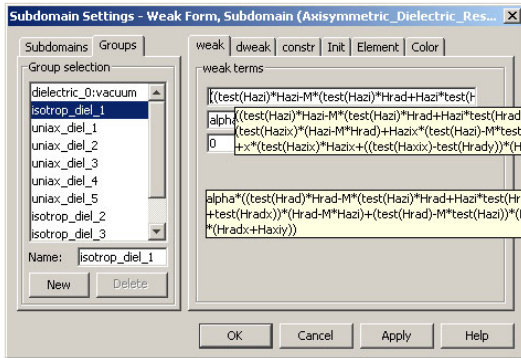 Subdomain Settings - Weak Form, Subdomain (Axisymmetric_Dielectric_Res...
Subdomains Groups
weak dweak constr Init Element Color
Group selection
dielectric_0:vacuum
isotrop_diel_1
uniax_diel_1
uniax_diel_2
uniax_diel_3
uniax_diel_4
uniax_diel_5
isotrop_diel_2
isotrop_diel_3
Name: isotrop_diel_1
New Delete
weak terms
((test(Hazi)*Hazi-M*(test(Hazi)*Hrad+Hazi*test(H
alpha
0
((test(Hazi)*Hazi-M*(test(Hazi)*Hrad+Hazi*test(Hrad
(test(Hazix)*(Hazi-M*Hrad)+Hazix*(test(Hazi)-M*test
+x*(test(Hazix)*Hazix+((test(Haxix)-test(Hrady))*(H
alpha*((test(Hrad)*Hrad-M*(test(Hazi)*Hrad+Hazi*test(Hr
+test(Hradx))*(Hrad-M*Hazi)+(test(Hrad)-M*test(Hazi))*(
*(Hradx+Haxiy))
OK Cancel Apply Help